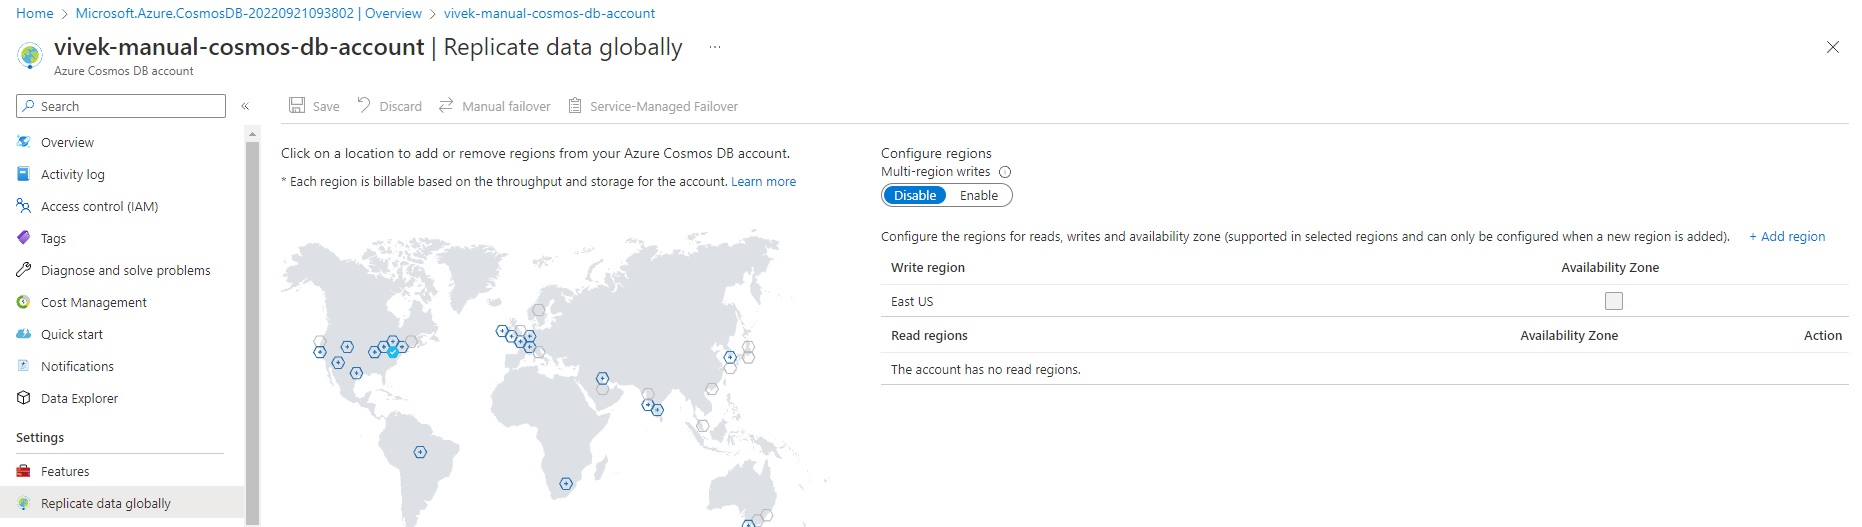 Home > Microsoft.Azure.CosmosDB-20220921093802 | Overview > vivek-manual-cosmos-db-account
vivek-manual-cosmos-db-account | Replicate data globally ...
Azure Cosmos DB account
Search
Overview
Activity log
Access control (IAM)
Tags
Diagnose and solve problems
Cost Management
Quick start
Notifications
Data Explorer
Settings
Features
Replicate data globally
Save Discard Manual failover Service-Managed Failover
Click on a location to add or remove regions from your Azure Cosmos DB account.
* Each region is billable based on the throughput and storage for the account. Learn more
Configure regions
Multi-region writes
Disable Enable
Configure the regions for reads, writes and availability zone (supported in selected regions and can only be configured when a new region is added). + Add region
Write region Availability Zone
East US
Read regions Availability Zone Action
The account has no read regions.